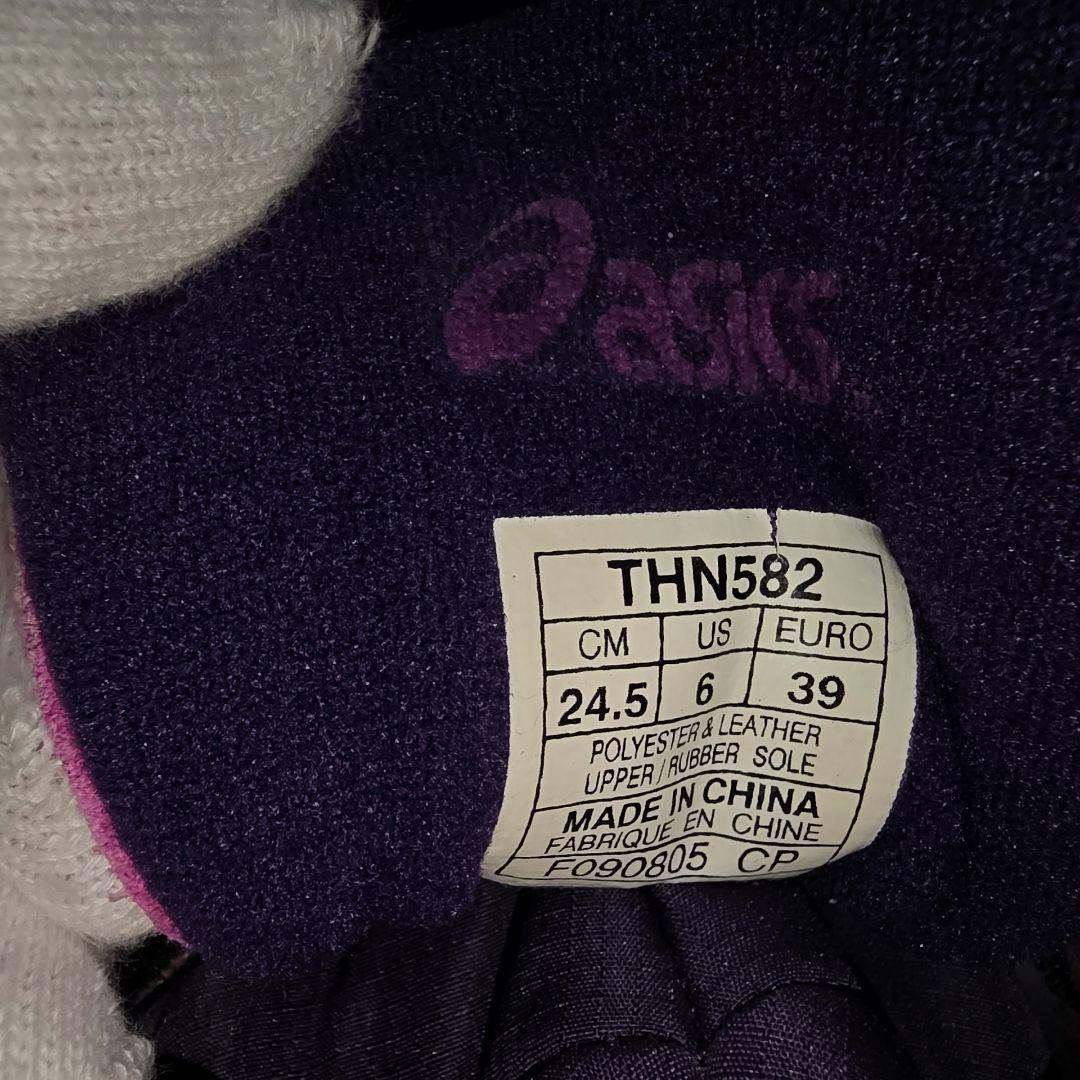 asics
THN582
CM US EURO
24.5 6 39
POLYESTER & LEATHER
UPPER / RUBBER SOLE
MADE IN CHINA
FABRIQUE EN CHINE
F090805 CP